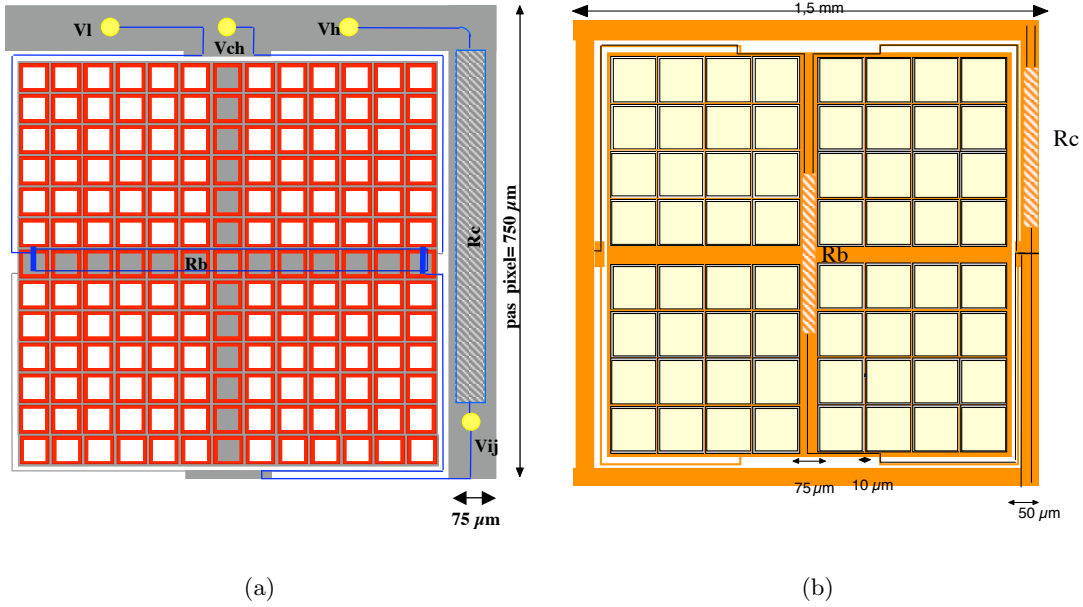 Vl
Vch
Vh
Rb
Rc
Vij
pas pixel= 750 µm
75 µm
(a)
1,5 mm
Rc
Rb
75 µm
10 µm
50 µm
(b)